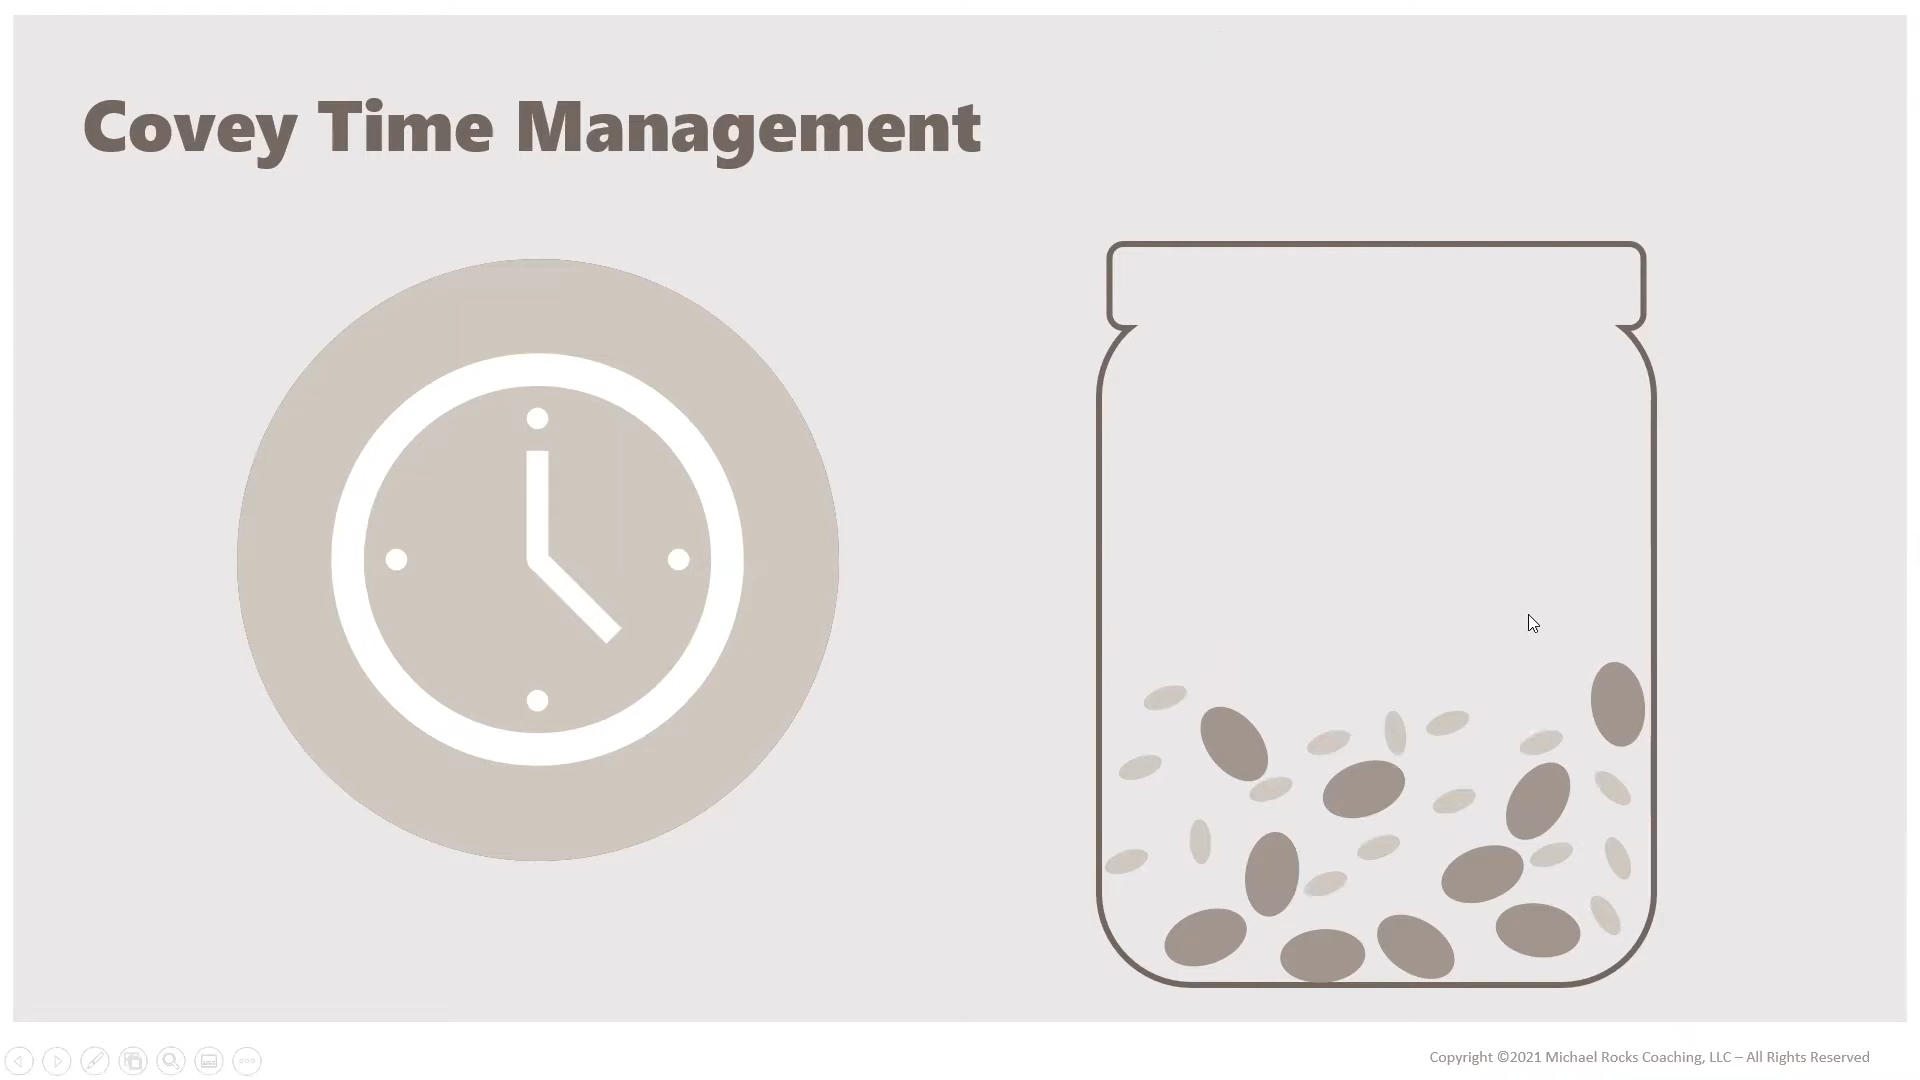 Covey Time Management
Copyright ©2021 Michael Rocks Coaching, LLC – All Rights Reserved